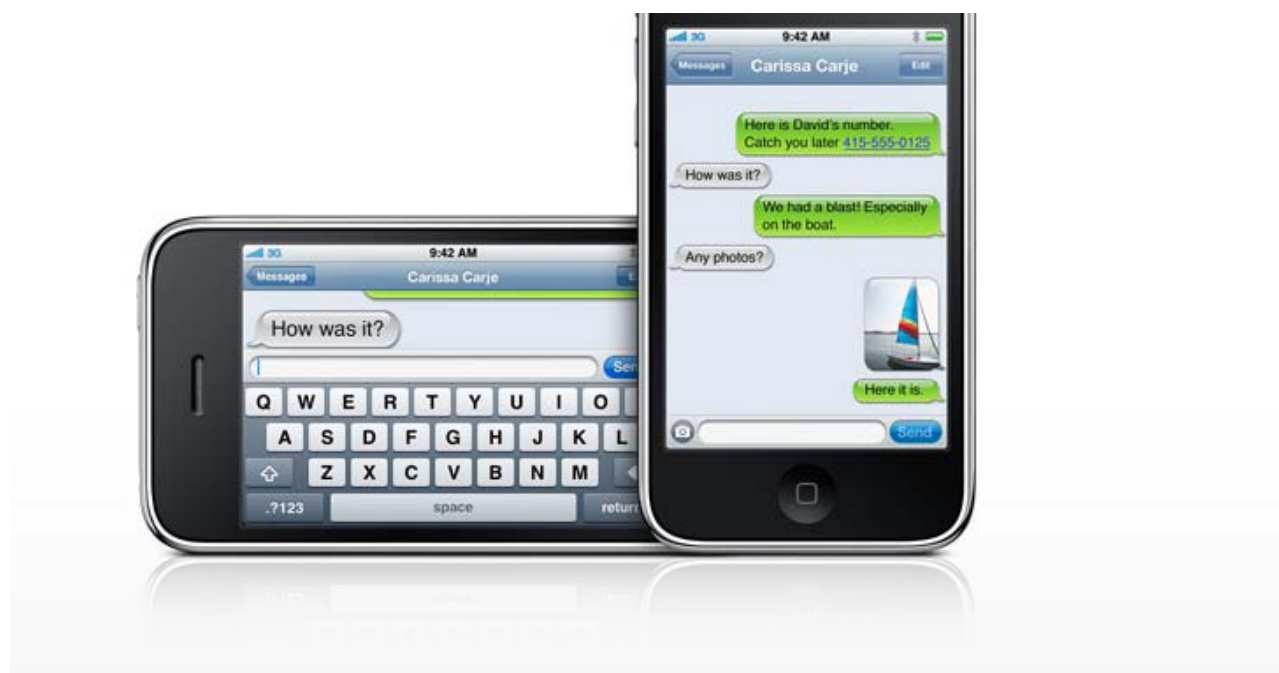 3G
9:42 AM
Messages
Carissa Carje
How was it?
Send
Q W E R T Y U I O
A S D F G H J K L
Z X C V B N M
.?123
space
return
3G
9:42 AM
Messages
Carissa Carje
Edit
Here is David's number.
Catch you later 415-555-0125
How was it?
We had a blast! Especially
on the boat.
Any photos?
Here it is.
Send